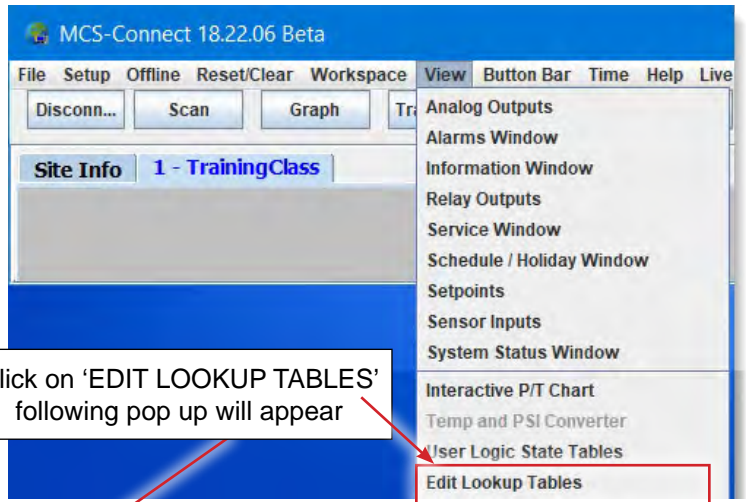 MCS-Connect 18.22.06 Beta
File Setup Offline Reset/Clear Workspace View Button Bar Time Help Live
Disconn... Scan Graph Tr
Site Info 1 - TrainingClass
Analog Outputs
Alarms Window
Information Window
Relay Outputs
Service Window
Schedule / Holiday Window
Setpoints
Sensor Inputs
System Status Window
Interactive P/T Chart
Temp and PSI Converter
User Logic State Tables
Edit Lookup Tables
lick on ‘EDIT LOOKUP TABLES’
following pop up will appear